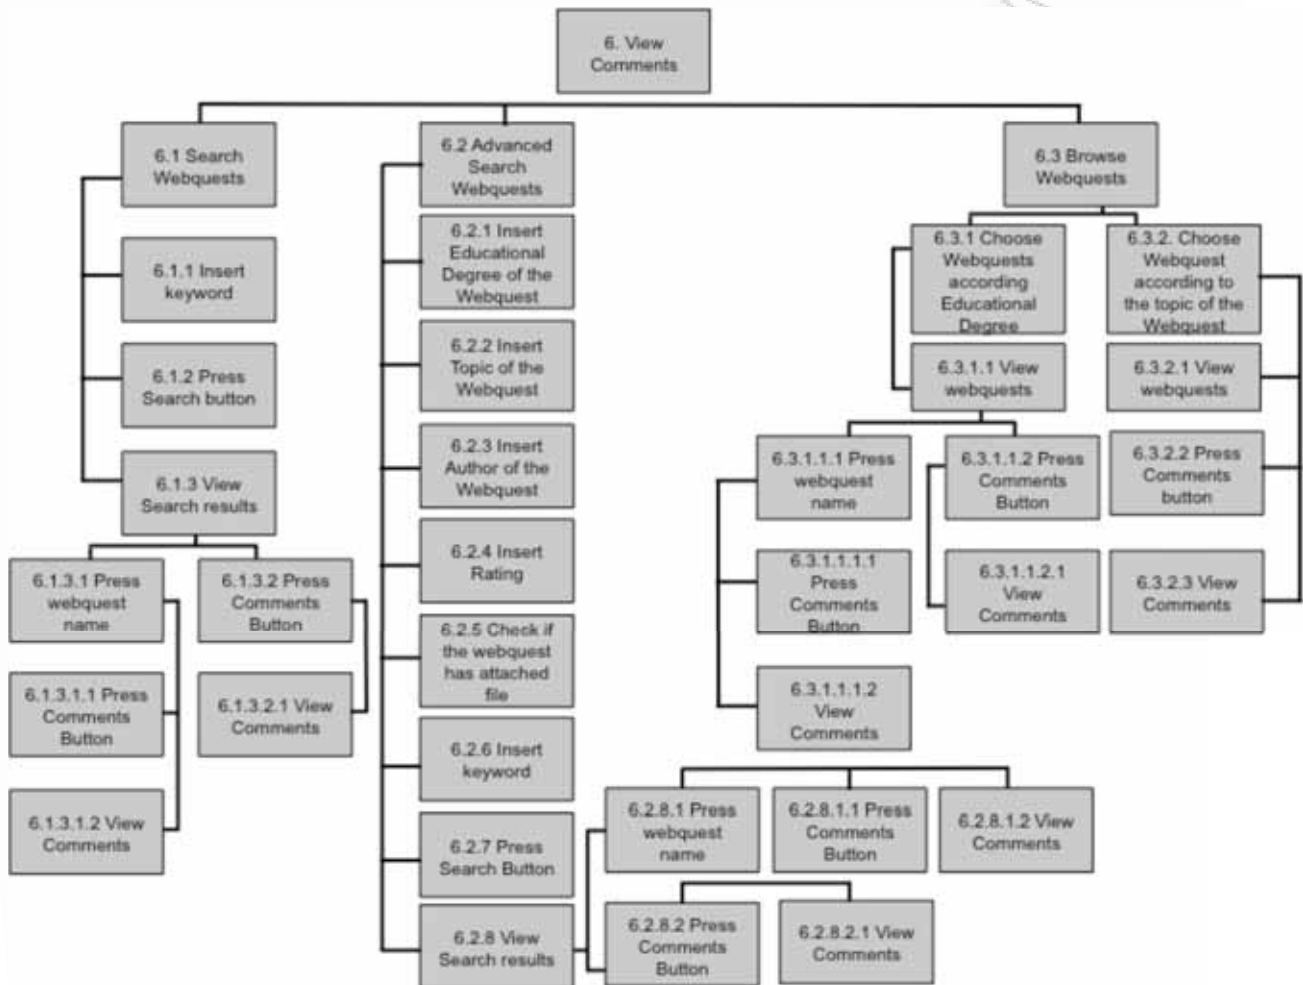 6. View
Comments
6.1 Search
Webquests
6.2 Advanced
Search
Webquests
6.3 Browse
Webquests
6.1.1 Insert
keyword
6.1.2 Press
Search button
6.1.3 View
Search results
6.1.3.1 Press
webquest
name
6.1.3.2 Press
Comments
Button
6.1.3.1.1 Press
Comments
Button
6.1.3.2.1 View
Comments
6.1.3.1.2 View
Comments
6.2.1 Insert
Educational
Degree of the
Webquest
6.2.2 Insert
Topic of the
Webquest
6.2.3 Insert
Author of the
Webquest
6.2.4 Insert
Rating
6.2.5 Check if
the webquest
has attached
file
6.2.6 Insert
keyword
6.2.7 Press
Search Button
6.2.8 View
Search results
6.2.8.1 Press
webquest
name
6.2.8.1.1 Press
Comments
Button
6.2.8.1.2 View
Comments
6.2.8.2 Press
Comments
Button
6.2.8.2.1 View
Comments
6.3.1 Choose
Webquests
according
Educational
Degree
6.3.2. Choose
Webquest
according to
the topic of the
Webquest
6.3.1.1 View
webquests
6.3.2.1 View
webquests
6.3.1.1.1 Press
webquest
name
6.3.1.1.2 Press
Comments
Button
6.3.2.2 Press
Comments
button
6.3.1.1.1.1
Press
Comments
Button
6.3.1.1.2.1
View
Comments
6.3.2.3 View
Comments
6.3.1.1.1.2
View
Comments